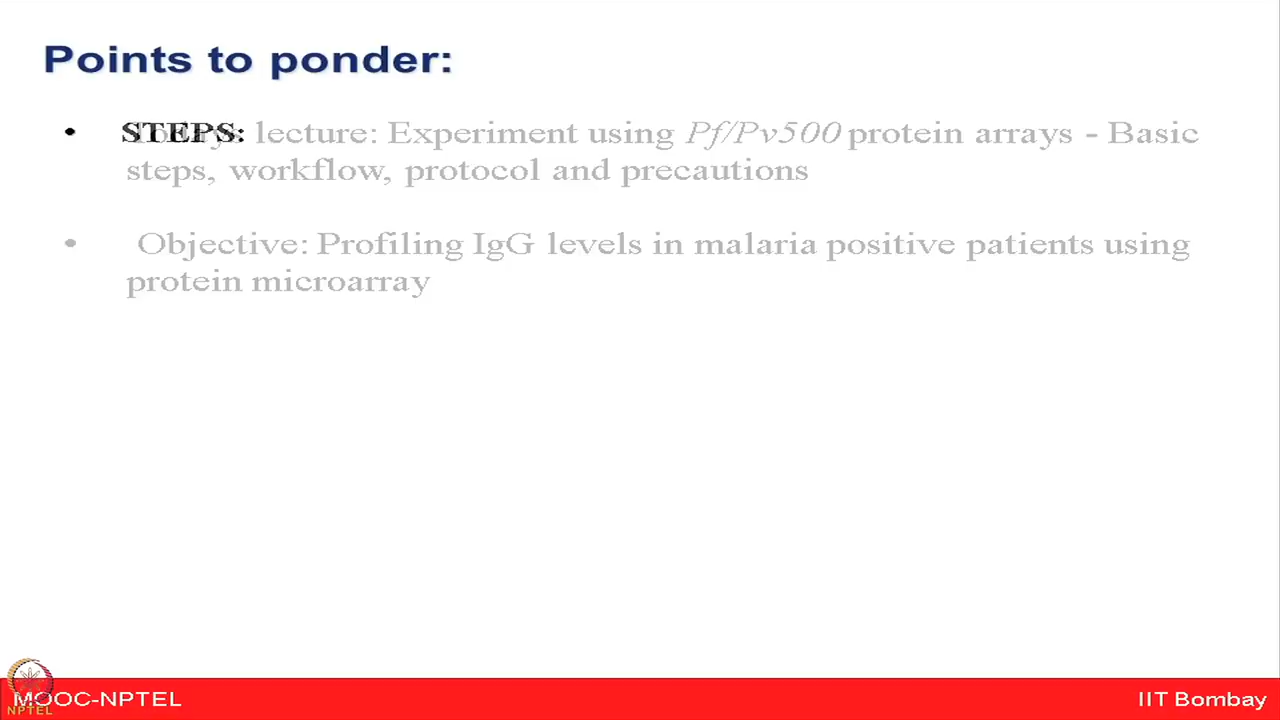 Points to ponder:
• STEPS: lecture: Experiment using Pf/Pv500 protein arrays - Basic
steps, workflow, protocol and precautions
• Objective: Profiling IgG levels in malaria positive patients using
protein microarray
MOOC-NPTEL
NPTEL
IIT Bombay